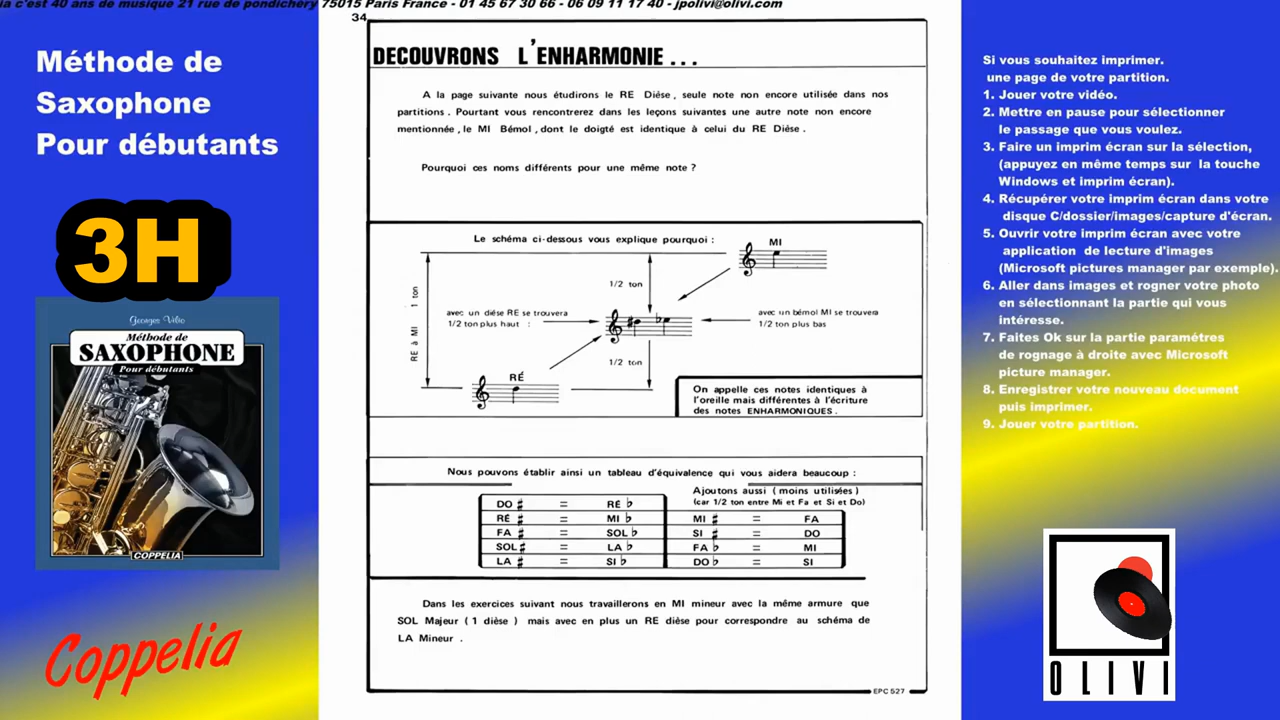 ia c'est 40 ans de musique 21 rue de pondichéry 75015 Paris France - 01 45 67 30 66 - 06 09 11 17 40 - jpolivi@olivi.com
Méthode de
Saxophone
Pour débutants
3H
Georges Vibio
Méthode de
SAXOPHONE
Pour débutants
COPPELIA
Coppelia
34
DECOUVRONS L'ENHARMONIE...
A la page suivante nous étudirons le RE Dièse, seule note non encore utilisée dans nos
partitions. Pourtant vous rencontrerez dans les leçons suivantes une autre note non encore
mentionnée, le MI Bémol, dont le doigté est identique à celui du RE Dièse.
Pourquoi ces noms différents pour une même note ?
Le schéma ci-dessous vous explique pourquoi :
MI
1/2 ton
RE à MI 1 ton
avec un dièse RE se trouvera
1/2 ton plus haut :
avec un bémol MI se trouvera
1/2 ton plus bas
1/2 ton
RÉ
On appelle ces notes identiques à
l'oreille mais différentes à l'écriture
des notes ENHARMONIQUES.
Nous pouvons établir ainsi un tableau d'équivalence qui vous aidera beaucoup :
DO ♯ = RÉ ♭
RÉ ♯ = MI ♭
FA ♯ = SOL ♭
SOL ♯ = LA ♭
LA ♯ = SI ♭
Ajoutons aussi (moins utilisées)
(car 1/2 ton entre Mi et Fa et Si et Do)
MI ♯ = FA
SI ♯ = DO
FA ♭ = MI
DO ♭ = SI
Dans les exercices suivant nous travaillerons en MI mineur avec la même armure que
SOL Majeur (1 dièse) mais avec en plus un RE dièse pour correspondre au schéma de
LA Mineur.
EPC 527
Si vous souhaitez imprimer.
une page de votre partition.
1. Jouer votre vidéo.
2. Mettre en pause pour sélectionner
le passage que vous voulez.
3. Faire un imprim écran sur la sélection,
(appuyez en même temps sur la touche
Windows et imprim écran).
4. Récupérer votre imprim écran dans votre
disque C/dossier/images/capture d'écran.
5. Ouvrir votre imprim écran avec votre
application de lecture d'images
(Microsoft pictures manager par exemple).
6. Aller dans images et rogner votre photo
en sélectionnant la partie qui vous
intéresse.
7. Faites Ok sur la partie paramétres
de rognage à droite avec Microsoft
picture manager.
8. Enregistrer votre nouveau document
puis imprimer.
9. Jouer votre partition.
OLIVI